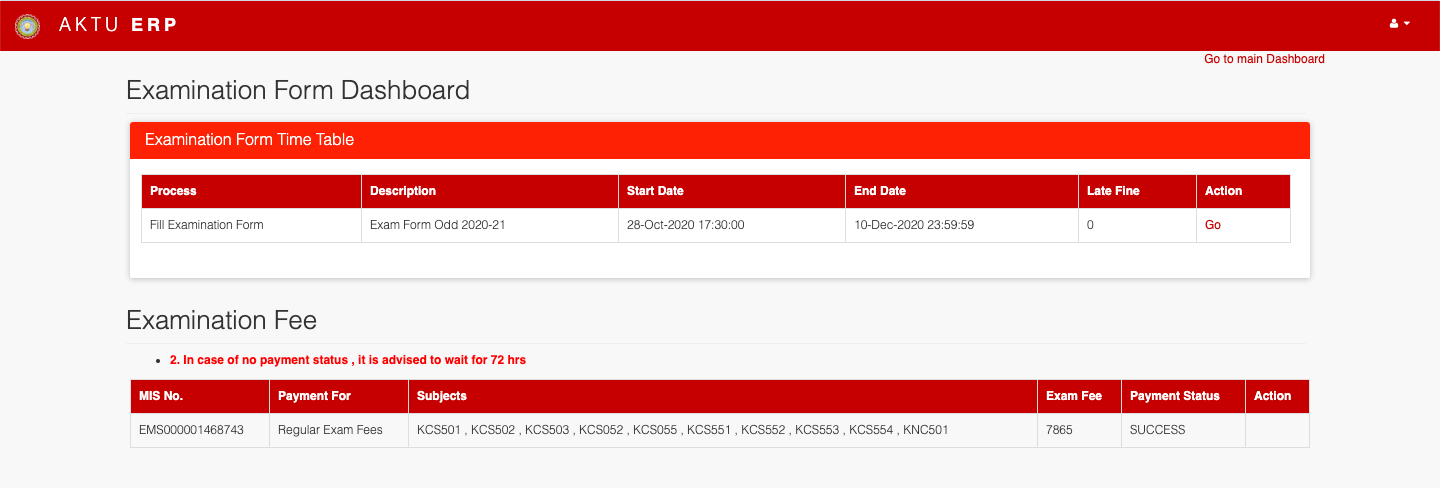 AKTU ERP
Go to main Dashboard
Examination Form Dashboard
Examination Form Time Table
Process Description Start Date End Date Late Fine Action
Fill Examination Form Exam Form Odd 2020-21 28-Oct-2020 17:30:00 10-Dec-2020 23:59:59 0 Go
Examination Fee
2. In case of no payment status , it is advised to wait for 72 hrs
MIS No. Payment For Subjects Exam Fee Payment Status Action
EMS000001468743 Regular Exam Fees KCS501 , KCS502 , KCS503 , KCS052 , KCS055 , KCS551 , KCS552 , KCS553 , KCS554 , KNC501 7865 SUCCESS